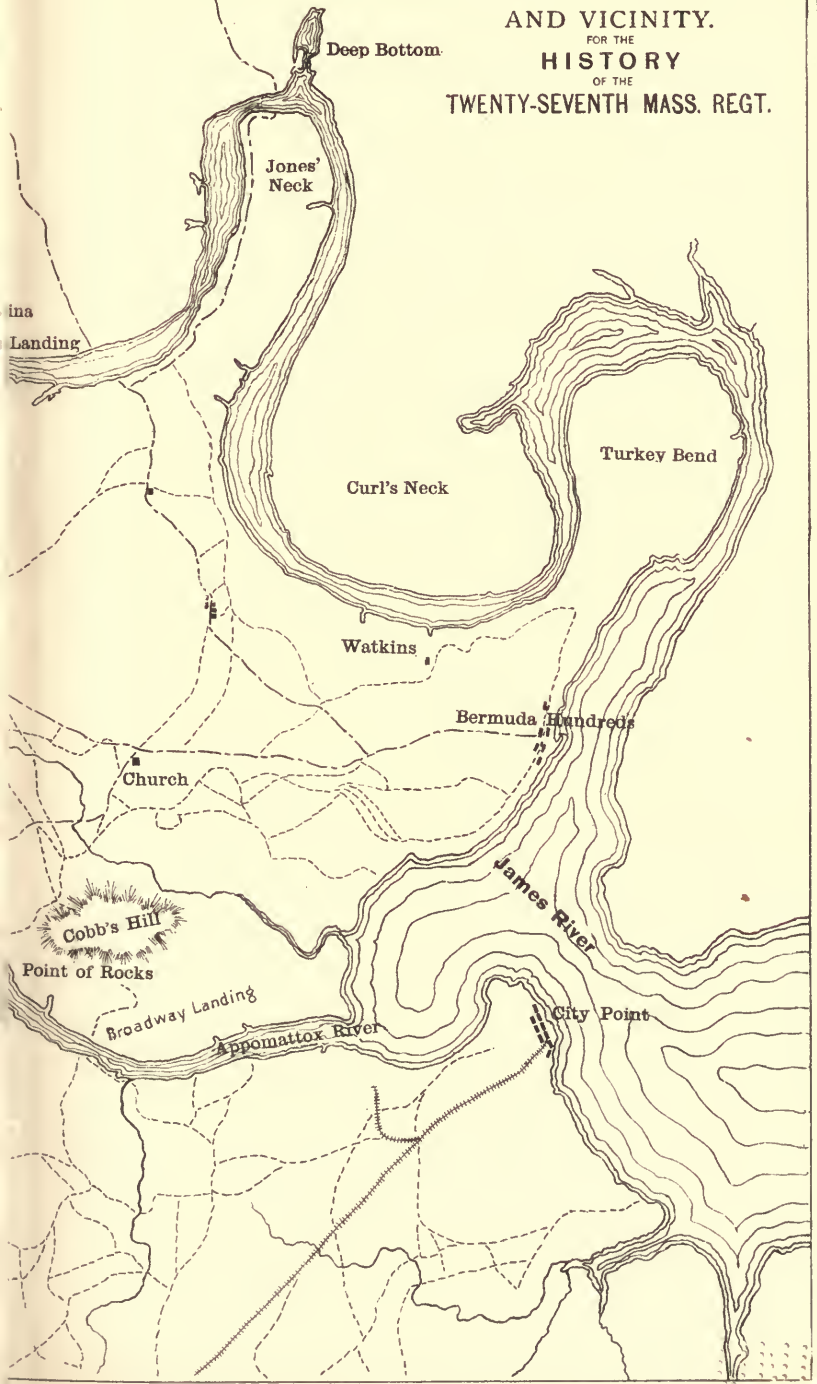 AND VICINITY.
FOR THE
HISTORY
OF THE
TWENTY-SEVENTH MASS. REGT.
Deep Bottom
Jones'
Neck
ina
Landing
Turkey Bend
Curl's Neck
Watkins
Bermuda Hundreds
Church
James River
Cobb's Hill
Point of Rocks
Broadway Landing
City Point
Appomattox River